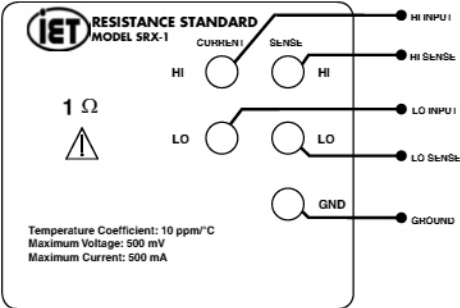 iET
RESISTANCE STANDARD
MODEL SRX-1
CURRENT SENSE
HI HI
1 Ω
LO LO
GND
HI INPUT
HI SENSE
LO INPUT
LO SENSE
GROUND
Temperature Coefficient: 10 ppm/°C
Maximum Voltage: 500 mV
Maximum Current: 500 mA